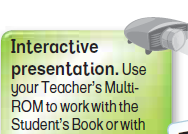 Interactive
presentation. Use
your Teacher's Multi-
ROM to work with the
Student's Book or with